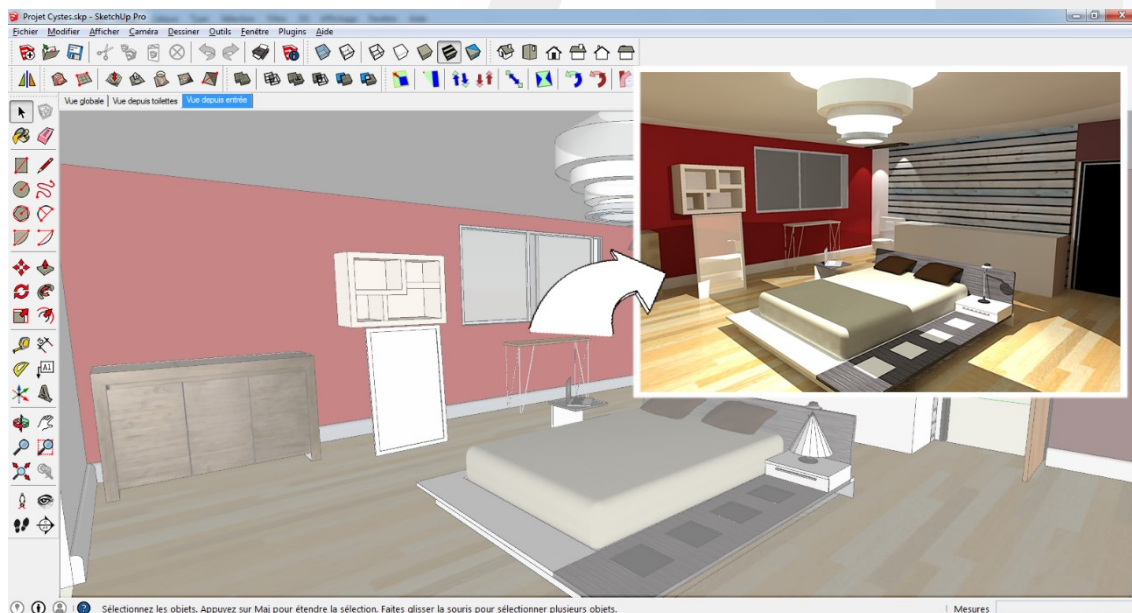 Projet Cystes.skp - SketchUp Pro
Fichier Modifier Afficher Caméra Dessiner Outils Fenêtre Plugins Aide
Vue globale Vue depuis toilettes Vue depuis entrée
A1
Sélectionnez les objets. Appuyez sur Maj pour étendre la sélection. Faites glisser la souris pour sélectionner plusieurs objets.
Mesures